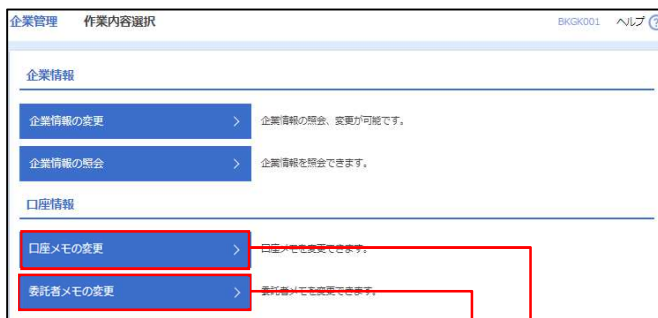 企業管理 作業内容選択 BKGK001 ヘルプ ?
企業情報
企業情報の変更 > 企業情報の照会、変更が可能です。
企業情報の照会 > 企業情報を照会できます。
口座情報
口座メモの変更 > 口座メモを変更できます。
委託者メモの変更 > 委託者メモを変更できます。